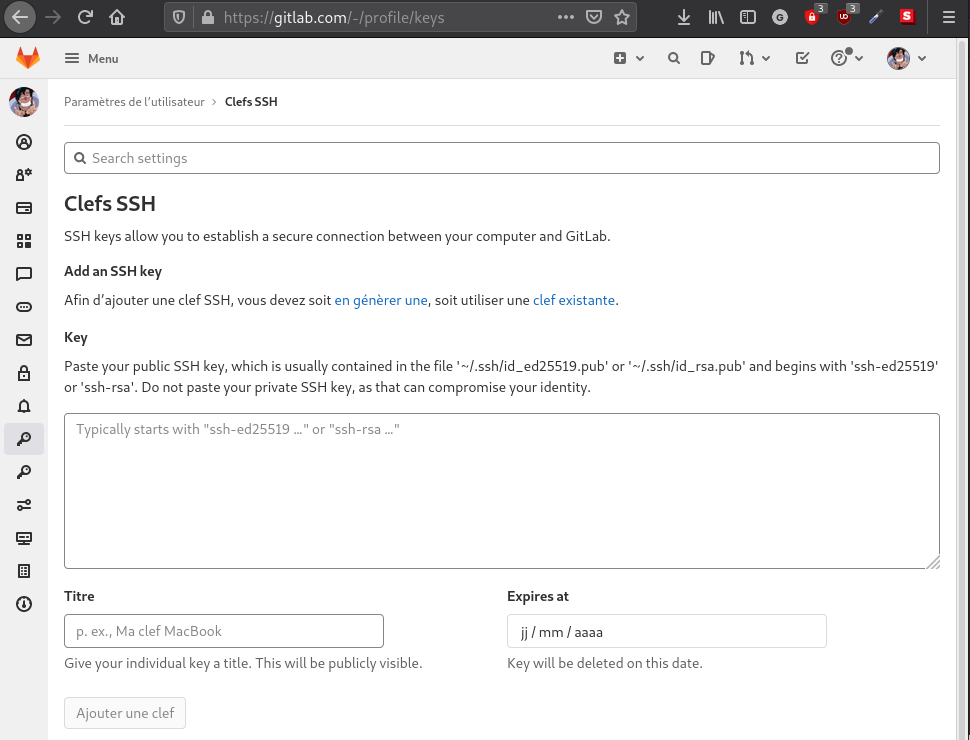 https://gitlab.com/-/profile/keys
3
3
Menu
Paramètres de l'utilisateur > Clefs SSH
Search settings
Clefs SSH
SSH keys allow you to establish a secure connection between your computer and GitLab.
Add an SSH key
Afin d'ajouter une clef SSH, vous devez soit en génèrer une, soit utiliser une clef existante.
Key
Paste your public SSH key, which is usually contained in the file '~/.ssh/id_ed25519.pub' or '~/.ssh/id_rsa.pub' and begins with 'ssh-ed25519'
or 'ssh-rsa'. Do not paste your private SSH key, as that can compromise your identity.
Typically starts with "ssh-ed25519 ..." or "ssh-rsa ..."
Titre
Expires at
p. ex., Ma clef MacBook
jj / mm / aaaa
Give your individual key a title. This will be publicly visible.
Key will be deleted on this date.
Ajouter une clef